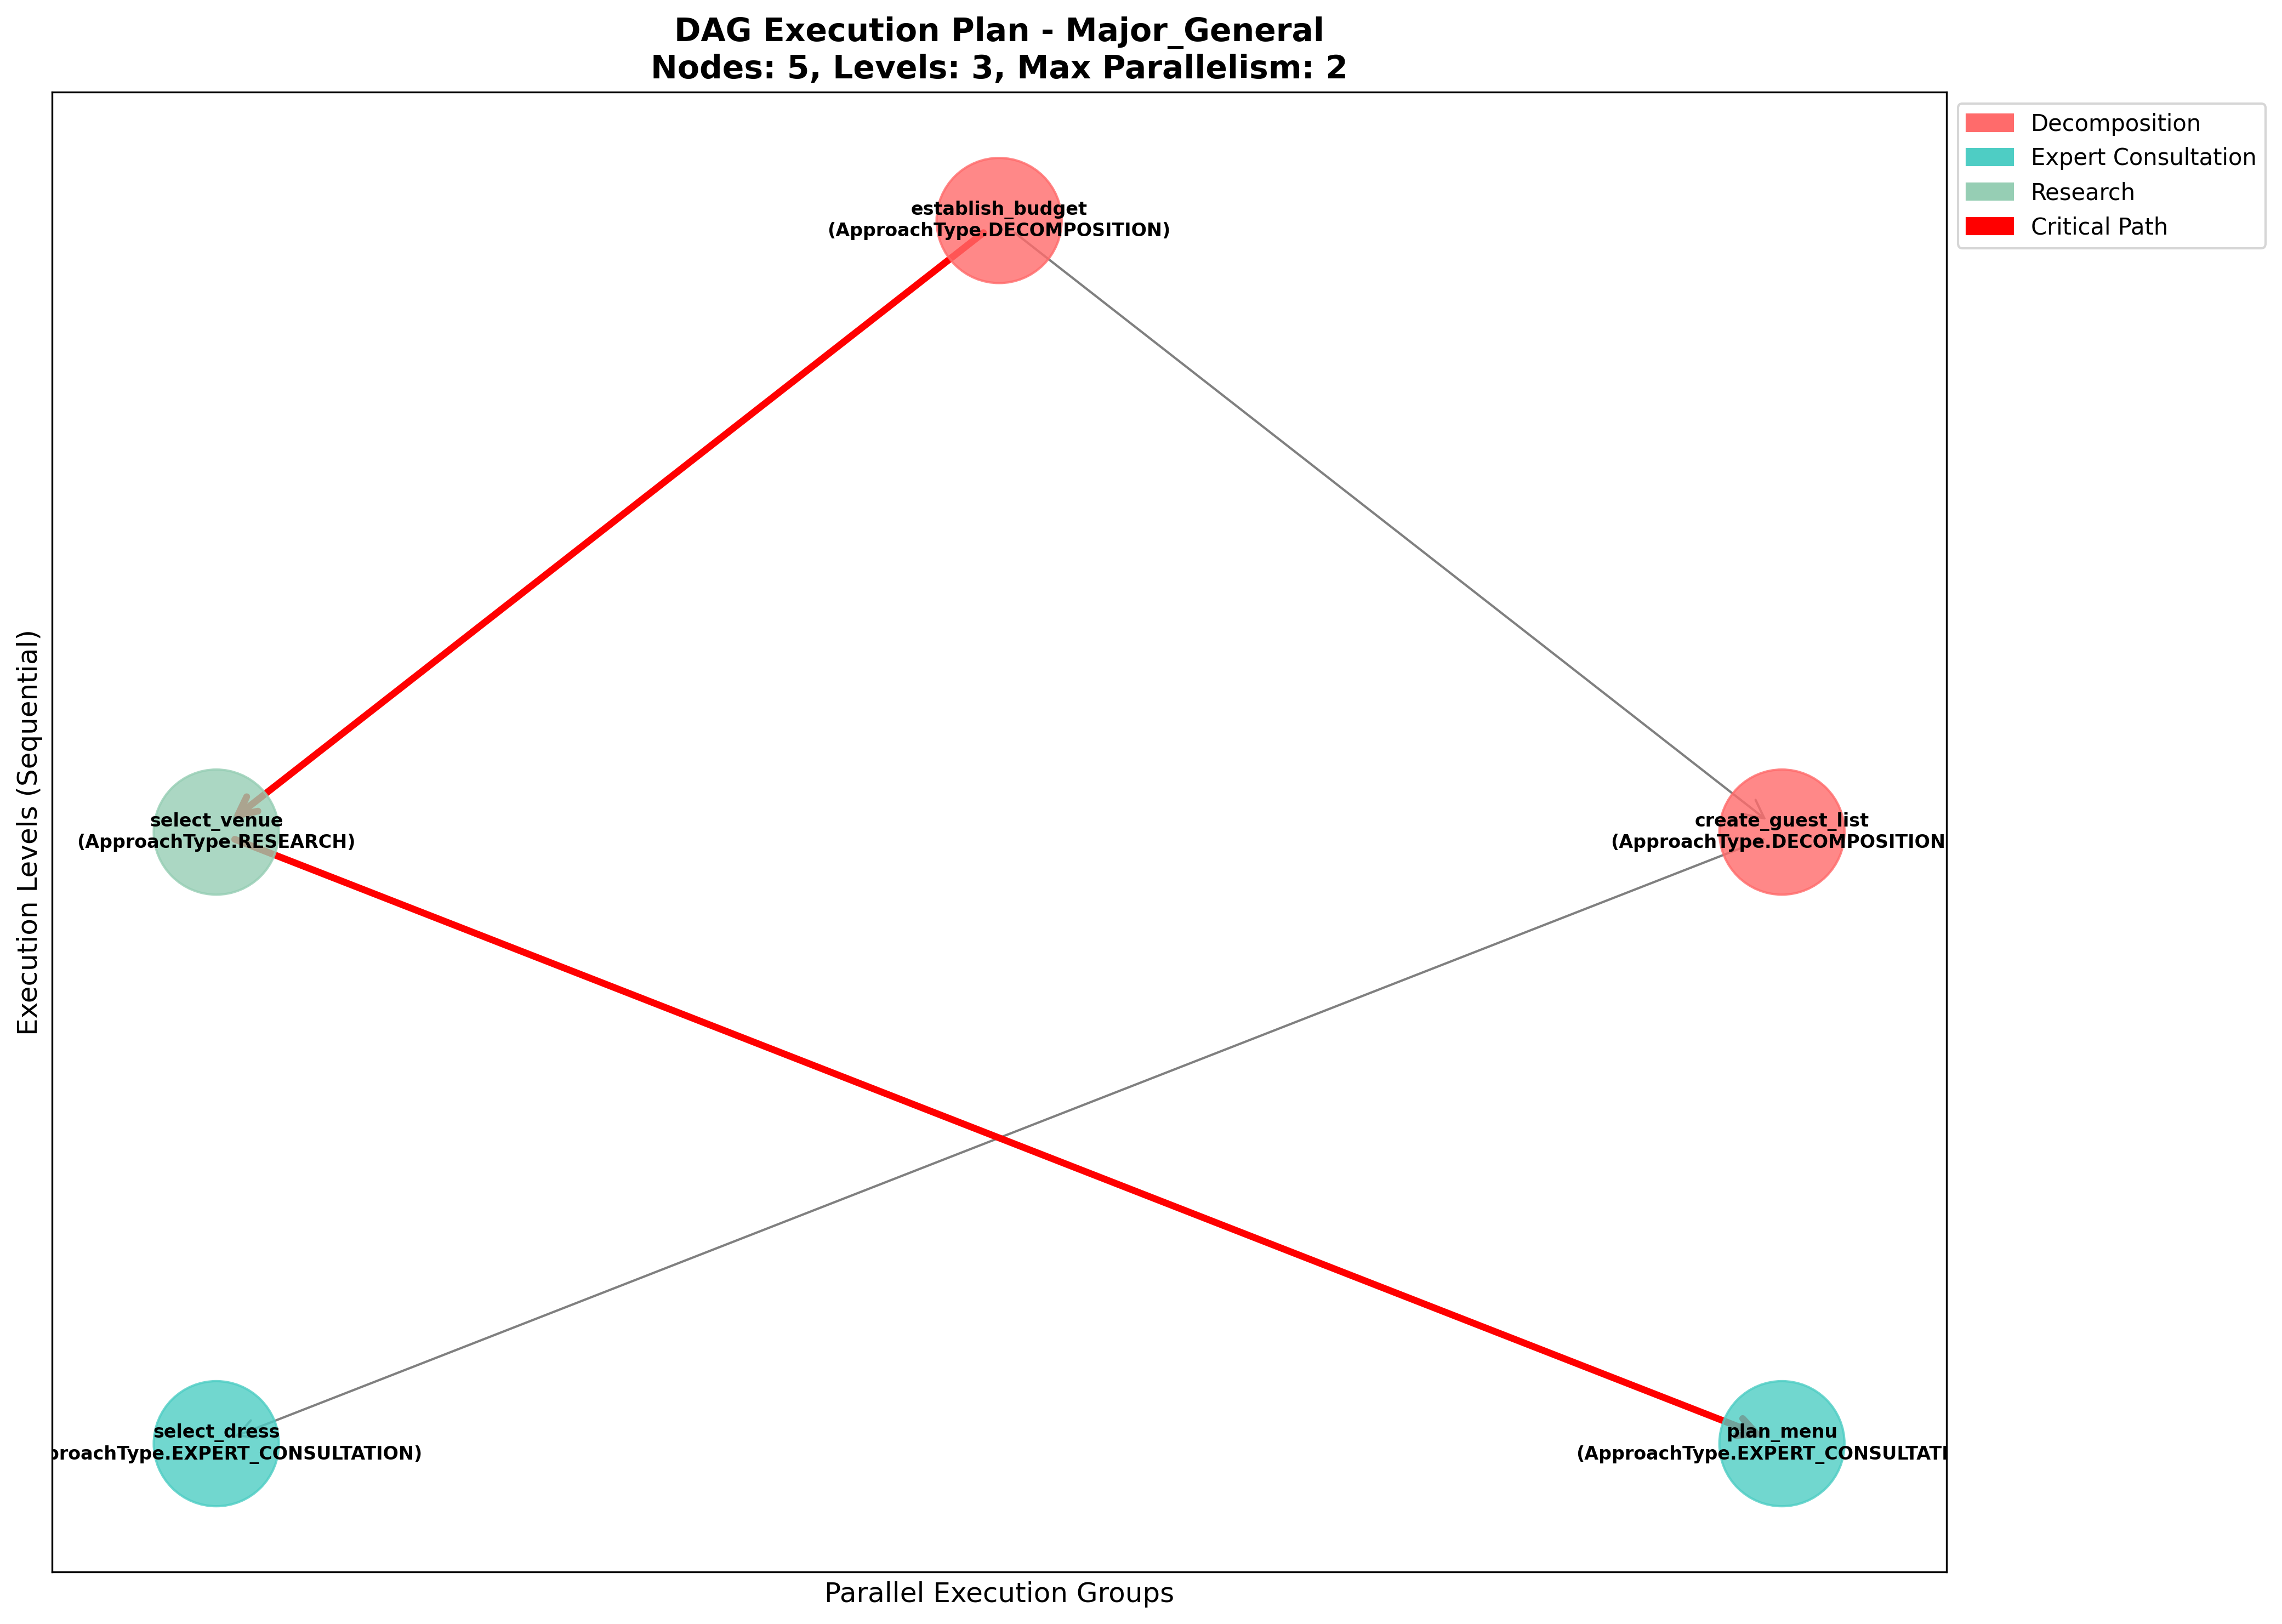 DAG Execution Plan - Major_General
Nodes: 5, Levels: 3, Max Parallelism: 2
Decomposition
Expert Consultation
Research
Critical Path
establish_budget
(ApproachType.DECOMPOSITION)
select_venue
(ApproachType.RESEARCH)
create_guest_list
(ApproachType.DECOMPOSITION
select_dress
proachType.EXPERT_CONSULTATION)
plan_menu
(ApproachType.EXPERT_CONSULTATI
Execution Levels (Sequential)
Parallel Execution Groups